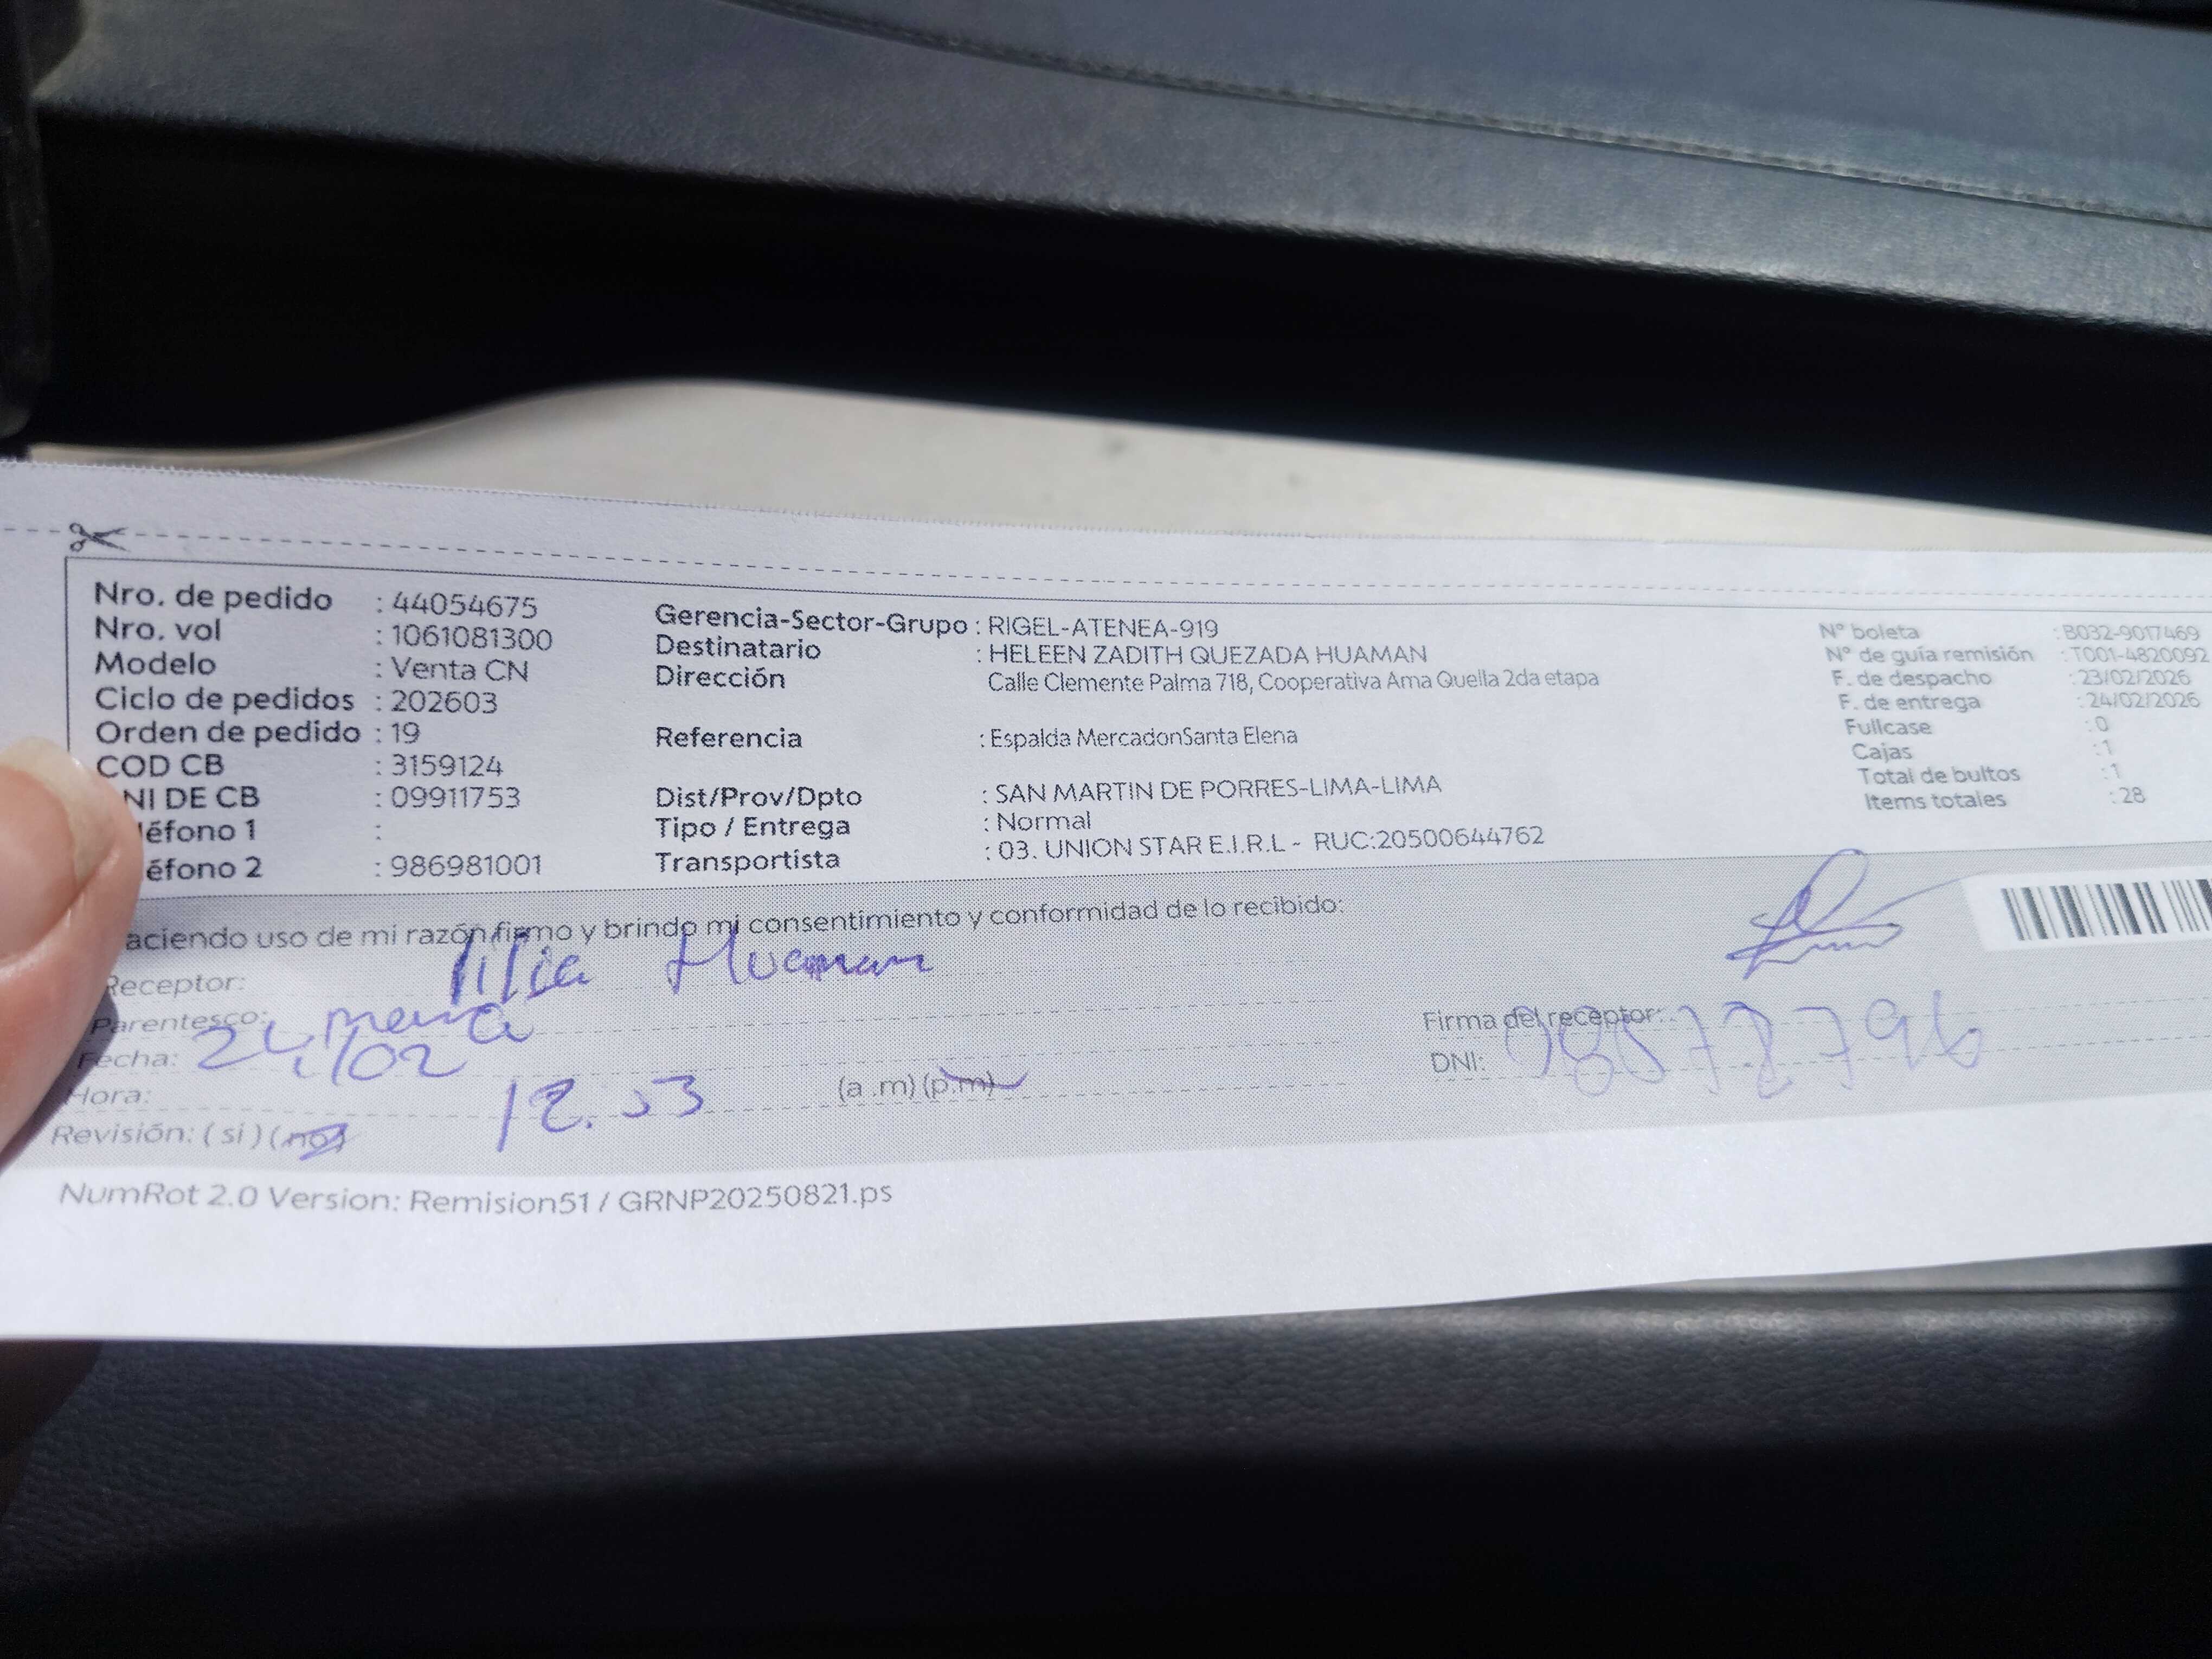 Nro. de pedido : 44054675
Nro. vol : 1061081300
Modelo : Venta CN
Ciclo de pedidos : 202603
Orden de pedido : 19
COD CB : 3159124
NI DE CB : 09911753
léfono 1 :
éfono 2 : 986981001
Gerencia-Sector-Grupo : RIGEL-ATENEA-919
Destinatario : HELEEN ZADITH QUEZADA HUAMAN
Dirección Calle Clemente Palma 718, Cooperativa Ama Quella 2da etapa
Referencia : Espalda MercadonSanta Elena
Dist/Prov/Dpto : SAN MARTIN DE PORRES-LIMA-LIMA
Tipo / Entrega : Normal
Transportista : 03. UNION STAR E.I.R.L - RUC:20500644762
N° boleta : B032-9017469
N° de guía remisión : T001-4820092
F. de despacho : 23/02/2026
F. de entrega : 24/02/2026
Fullcase : 0
Cajas : 1
Total de bultos : 1
Items totales : 28
aciendo uso de mi razón firmo y brindo mi consentimiento y conformidad de lo recibido:
Receptor: Huaman
Parentesco:
Fecha: 24/02
Hora: 12.53 (a .m) (p.m)
Revisión: ( si ) ( no )
Firma del receptor:
DNI:
NumRot 2.0 Version: Remision51 / GRNP20250821.ps